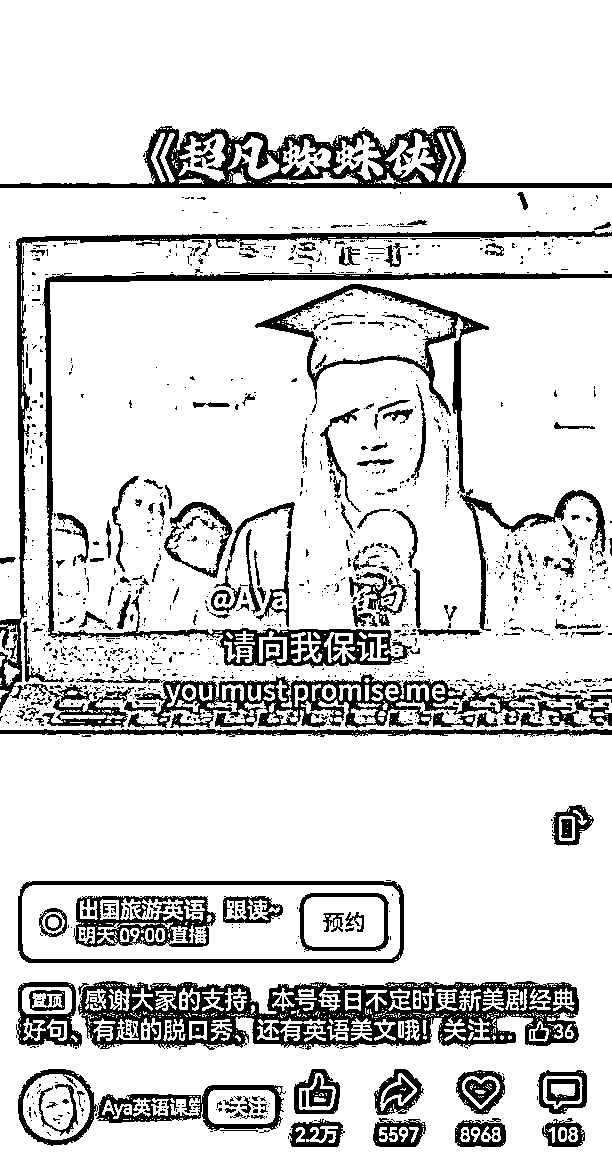 《超凡蜘蛛侠》
@Aya
请向我保证
you must promise me
出国旅游英语，跟读~
明天 09:00 直播
预约
置顶 感谢大家的支持，本号每日不定时更新美剧经典
好句、有趣的脱口秀、还有英语美文哦！关注... 36
Aya英语课堂 +关注
2.2万 5597 8968 108